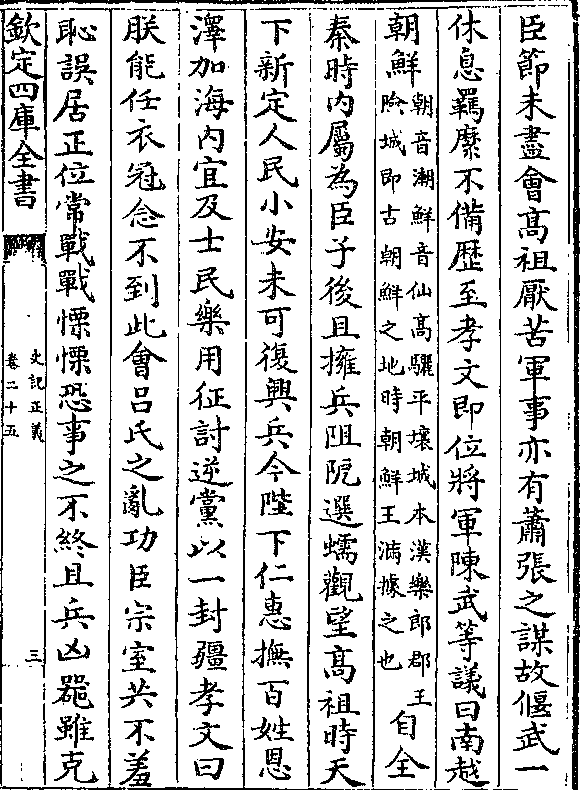 臣節未盡會髙祖厭苦軍事亦有蕭張之謀故偃武一
休息羈縻不備歴至孝文即位將軍陳武等議曰南越
朝鮮朝音潮鮮音仙髙驪平壤城本漢樂郎郡王
險城即古朝鮮之地時朝鮮王滿據之也自全
秦時内屬為臣子後且擁兵阻阨選蠕觀望髙祖時天
下新定人民小安未可復興兵今陛下仁惠撫百姓恩
澤加海内宜及士民樂用征討逆黨以一封疆孝文曰
朕能任衣冠念不到此會吕氏之亂功臣宗室共不羞
恥誤居正位常戰戰慄慄恐事之不終且兵凶器雖克
欽定四庫全書
史記正義
卷二十五
三